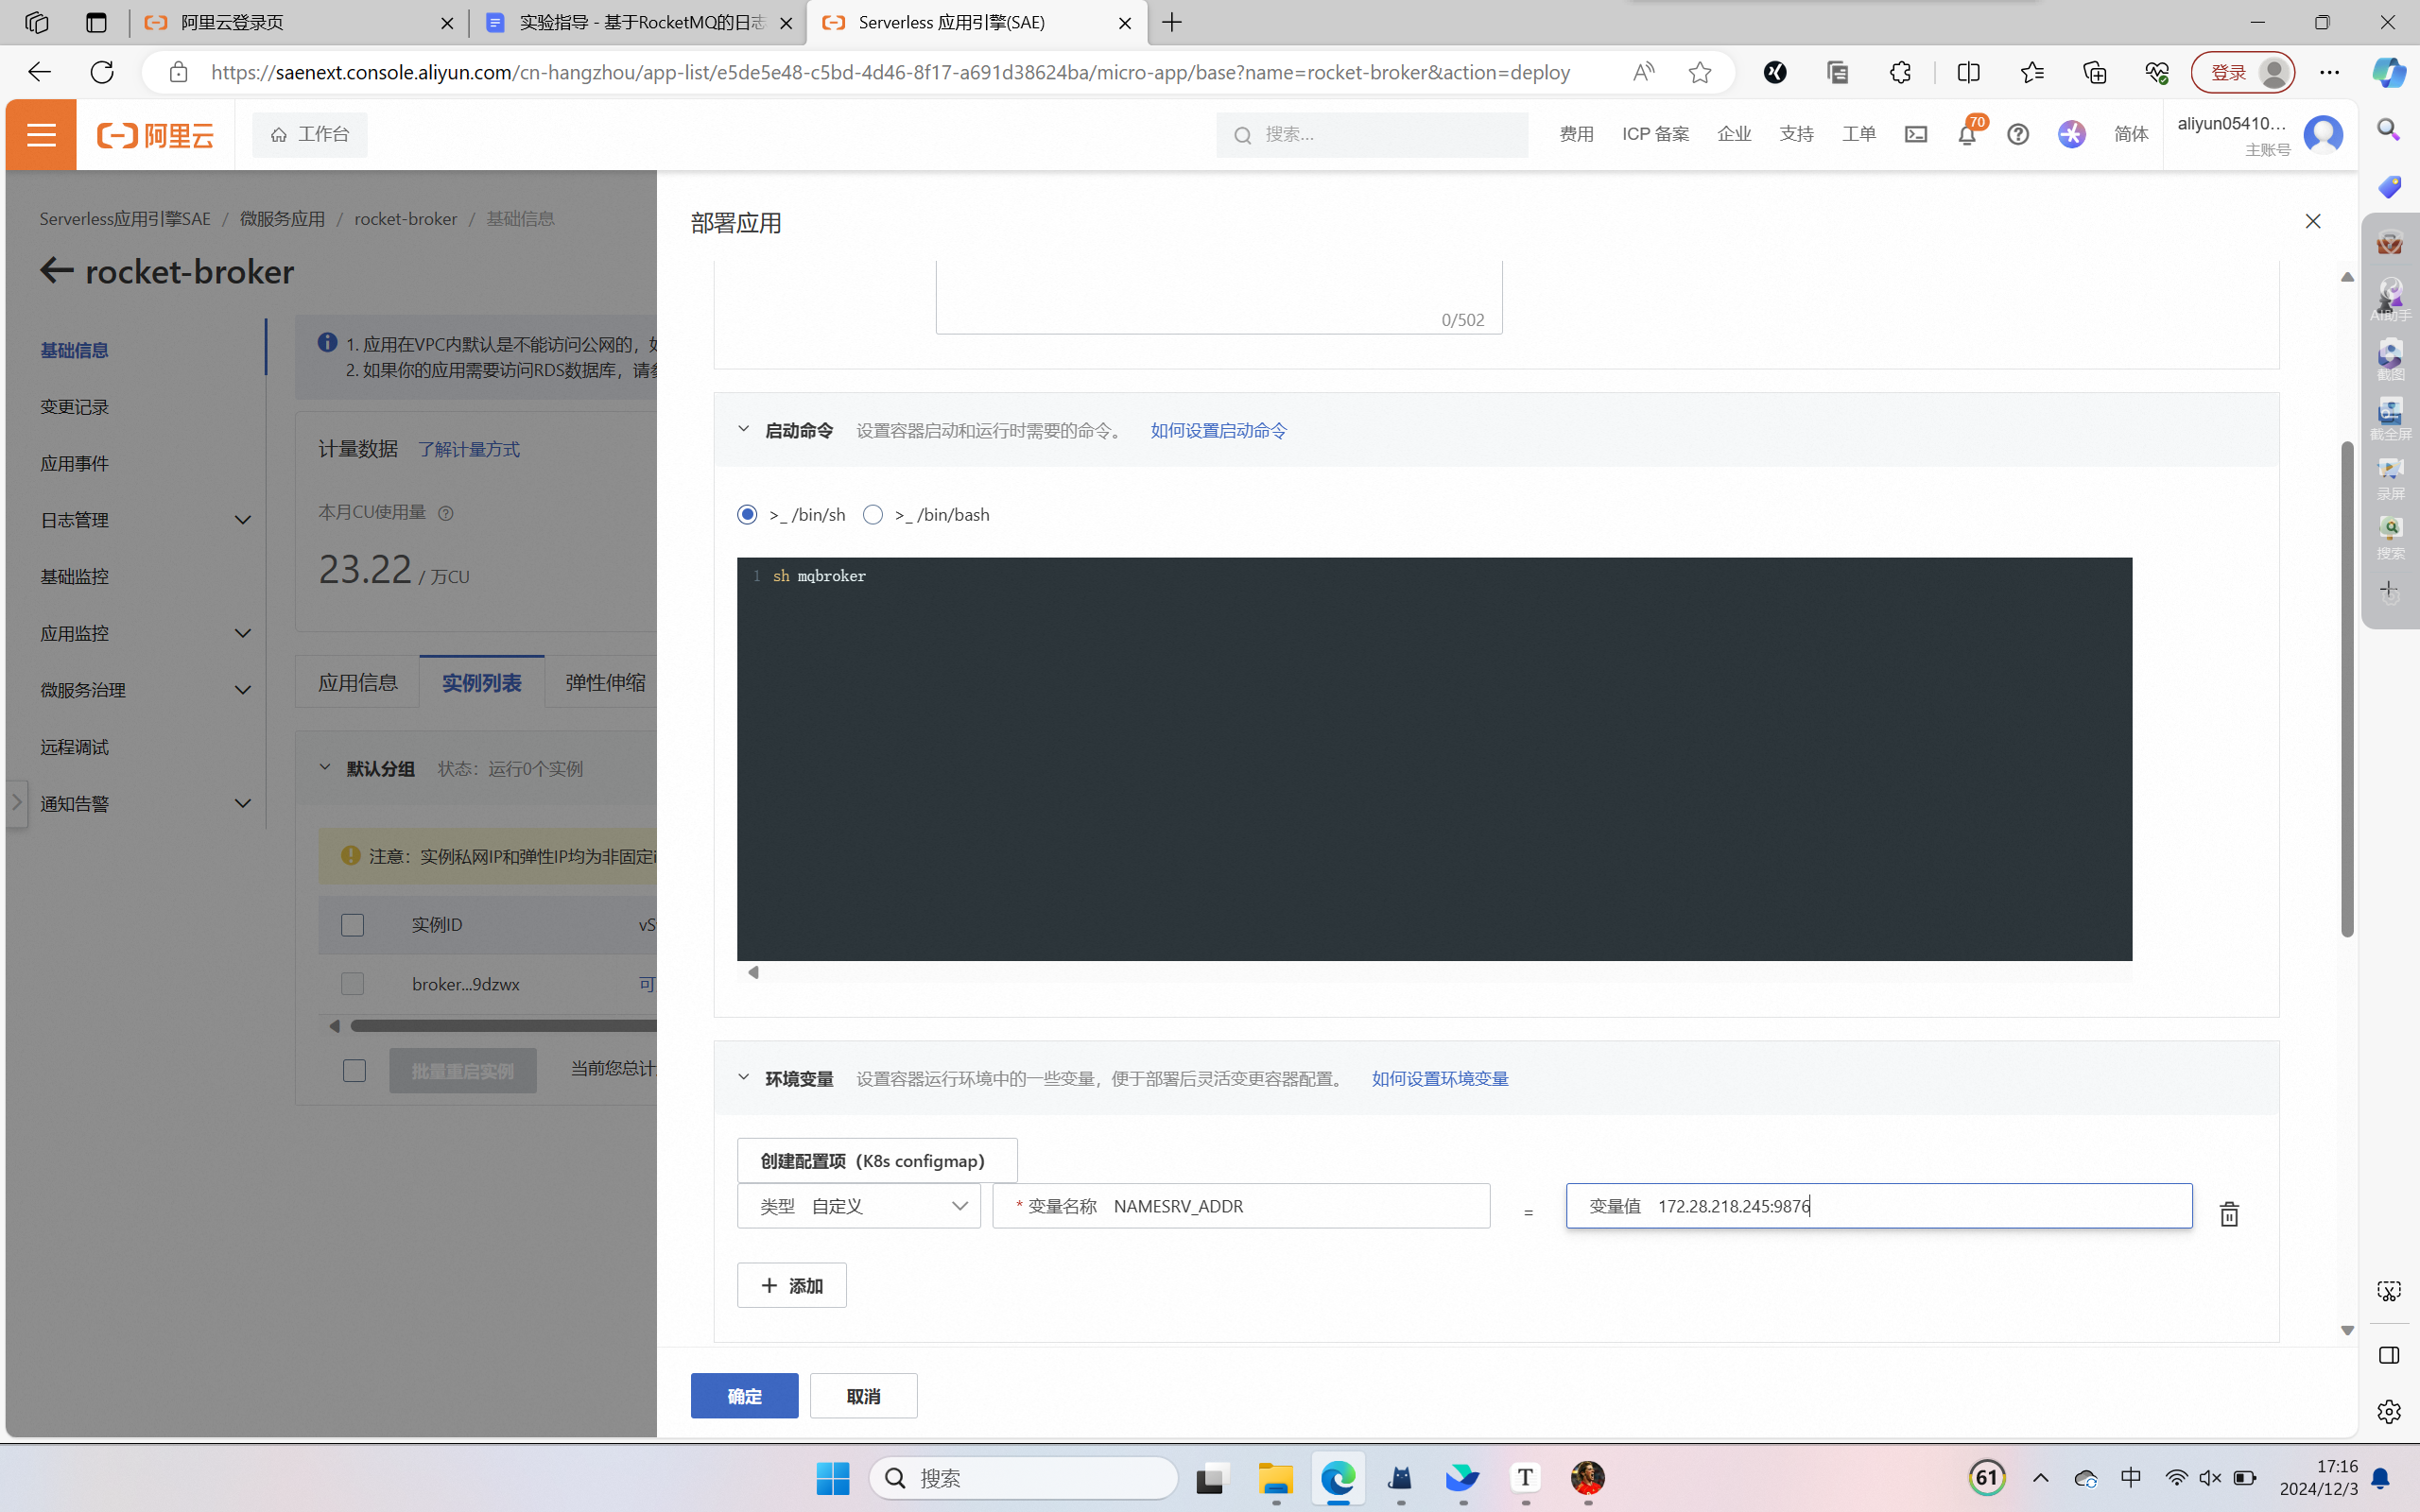 阿里云登录页
实验指导 - 基于RocketMQ的日志
Serverless 应用引擎(SAE)
https://saenext.console.aliyun.com/cn-hangzhou/app-list/e5de5e48-c5bd-4d46-8f17-a691d38624ba/micro-app/base?name=rocket-broker&action=deploy
登录
阿里云
工作台
搜索...
费用
ICP 备案
企业
支持
工单
70
简体
aliyun05410...
主账号
Serverless应用引擎SAE / 微服务应用 / rocket-broker / 基础信息
rocket-broker
基础信息
变更记录
应用事件
日志管理
基础监控
应用监控
微服务治理
远程调试
通知告警
1. 应用在VPC内默认是不能访问公网的，如
2. 如果你的应用需要访问RDS数据库，请参
计量数据 了解计量方式
本月CU使用量
23.22 / 万CU
应用信息
实例列表
弹性伸缩
默认分组 状态：运行0个实例
注意：实例私网IP和弹性IP均为非固定i
实例ID
vS
broker...9dzwx
可
批量重启实例
当前您总计
部署应用
0/502
启动命令 设置容器启动和运行时需要的命令。 如何设置启动命令
>_ /bin/sh
>_ /bin/bash
1 sh mqbroker
环境变量 设置容器运行环境中的一些变量，便于部署后灵活变更容器配置。 如何设置环境变量
创建配置项（K8s configmap）
类型 自定义
* 变量名称 NAMESRV_ADDR
=
变量值 172.28.218.245:9876
添加
确定
取消
AI助手
截图
截全屏
录屏
搜索
搜索
61
中
17:16
2024/12/3